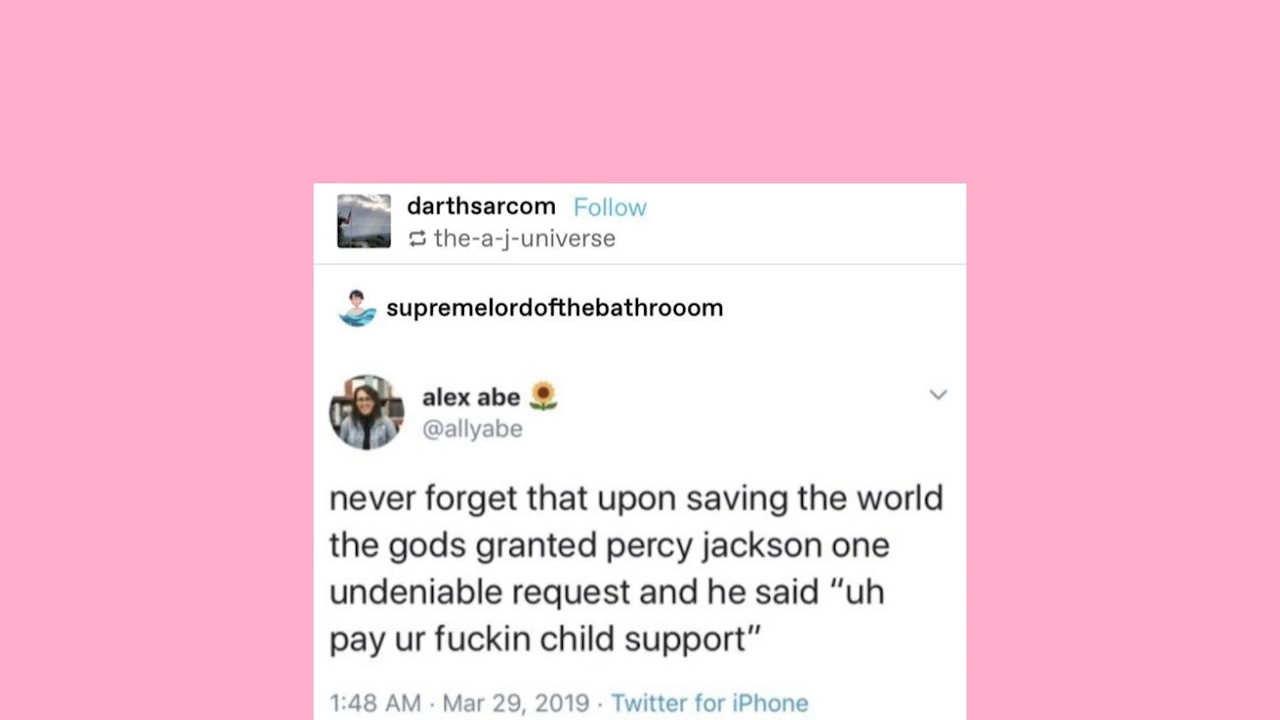 darthsarcom Follow
the-a-j-universe
supremelordofthebathrooom
alex abe 🌻
@allyabe
never forget that upon saving the world
the gods granted percy jackson one
undeniable request and he said “uh
pay ur fuckin child support”
1:48 AM · Mar 29, 2019 · Twitter for iPhone